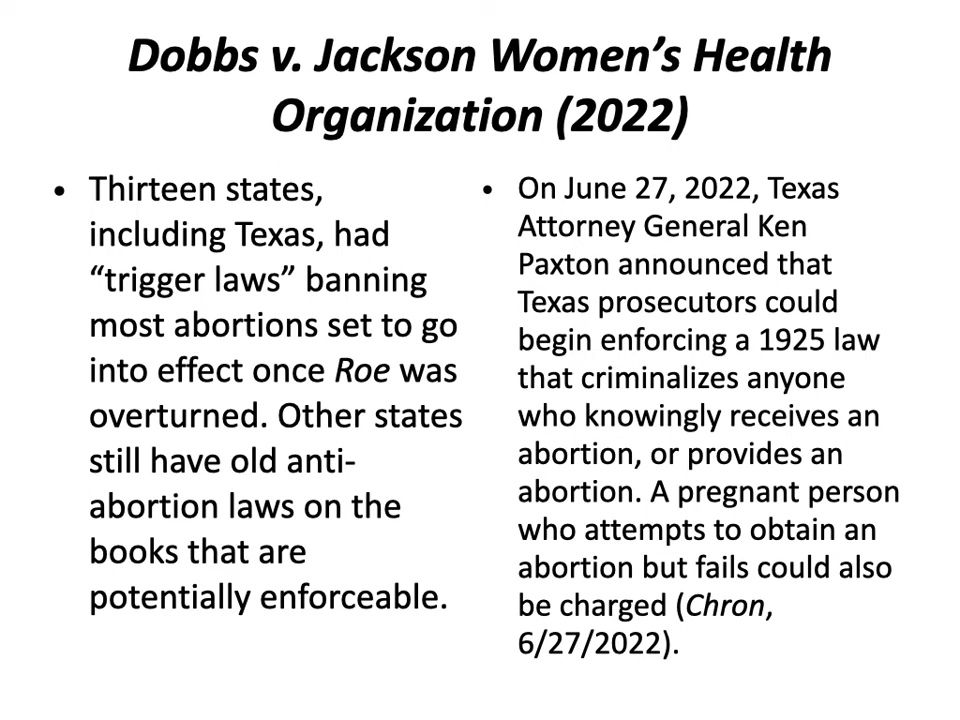 Dobbs v. Jackson Women’s Health
Organization (2022)
• Thirteen states,
including Texas, had
“trigger laws” banning
most abortions set to go
into effect once Roe was
overturned. Other states
still have old anti-
abortion laws on the
books that are
potentially enforceable.
• On June 27, 2022, Texas
Attorney General Ken
Paxton announced that
Texas prosecutors could
begin enforcing a 1925 law
that criminalizes anyone
who knowingly receives an
abortion, or provides an
abortion. A pregnant person
who attempts to obtain an
abortion but fails could also
be charged (Chron,
6/27/2022).